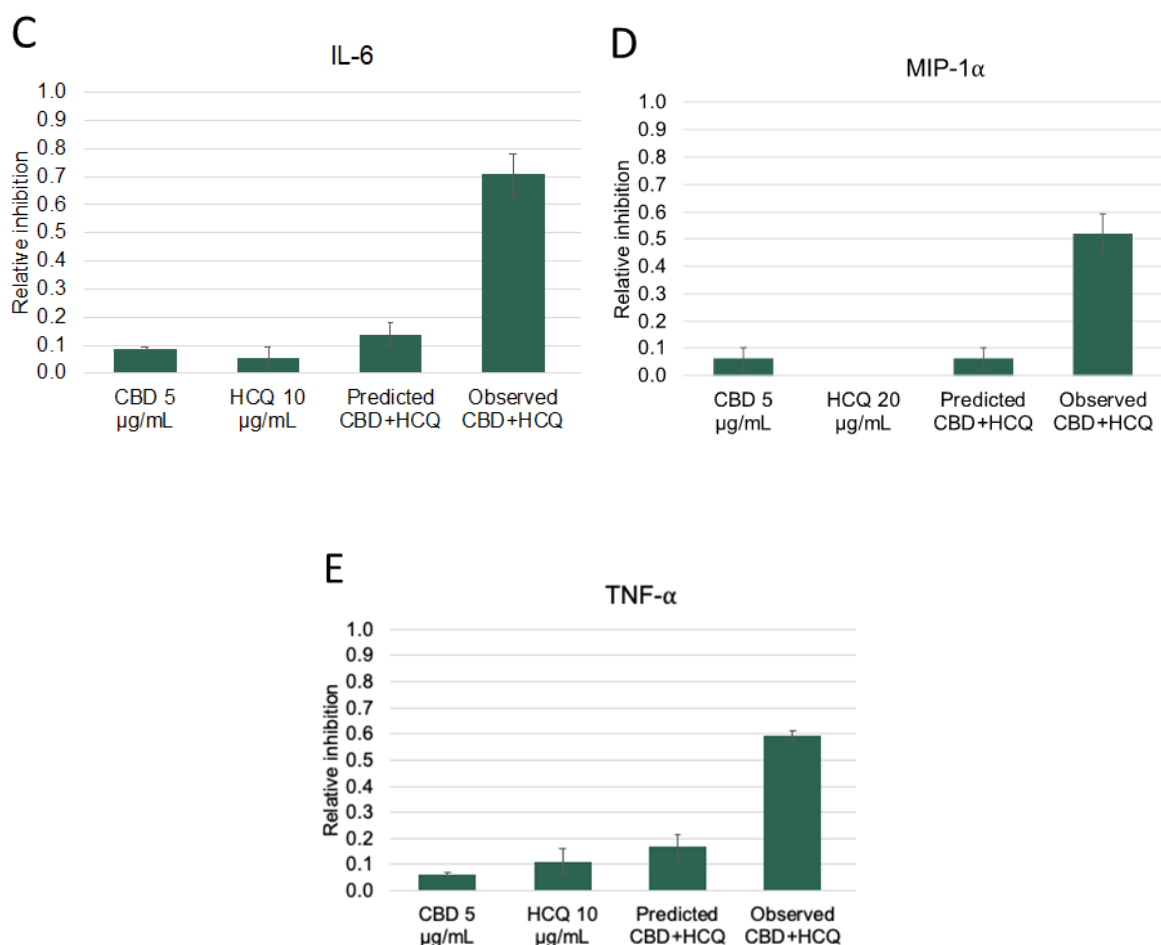 C
IL-6
Relative inhibition
1.0
0.9
0.8
0.7
0.6
0.5
0.4
0.3
0.2
0.1
0.0
CBD 5
µg/mL
HCQ 10
µg/mL
Predicted
CBD+HCQ
Observed
CBD+HCQ
D
MIP-1α
Relative inhibition
1.0
0.9
0.8
0.7
0.6
0.5
0.4
0.3
0.2
0.1
0.0
CBD 5
µg/mL
HCQ 20
µg/mL
Predicted
CBD+HCQ
Observed
CBD+HCQ
E
TNF-α
Relative inhibition
1.0
0.9
0.8
0.7
0.6
0.5
0.4
0.3
0.2
0.1
0.0
CBD 5
µg/mL
HCQ 10
µg/mL
Predicted
CBD+HCQ
Observed
CBD+HCQ